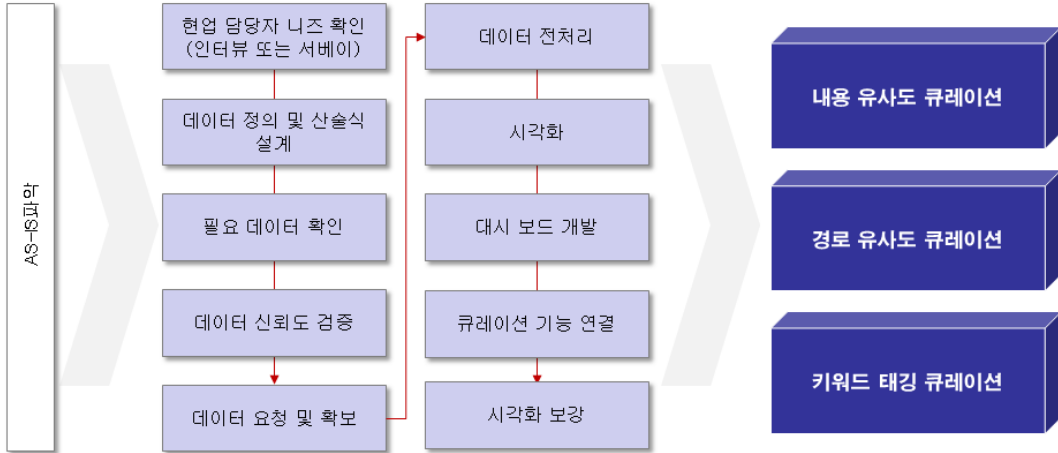 AS-IS파악
현업 담당자 니즈 확인
(인터뷰 또는 서베이)
데이터 정의 및 산술식
설계
필요 데이터 확인
데이터 신뢰도 검증
데이터 요청 및 확보
데이터 전처리
시각화
대시 보드 개발
큐레이션 기능 연결
시각화 보강
내용 유사도 큐레이션
경로 유사도 큐레이션
키워드 태깅 큐레이션